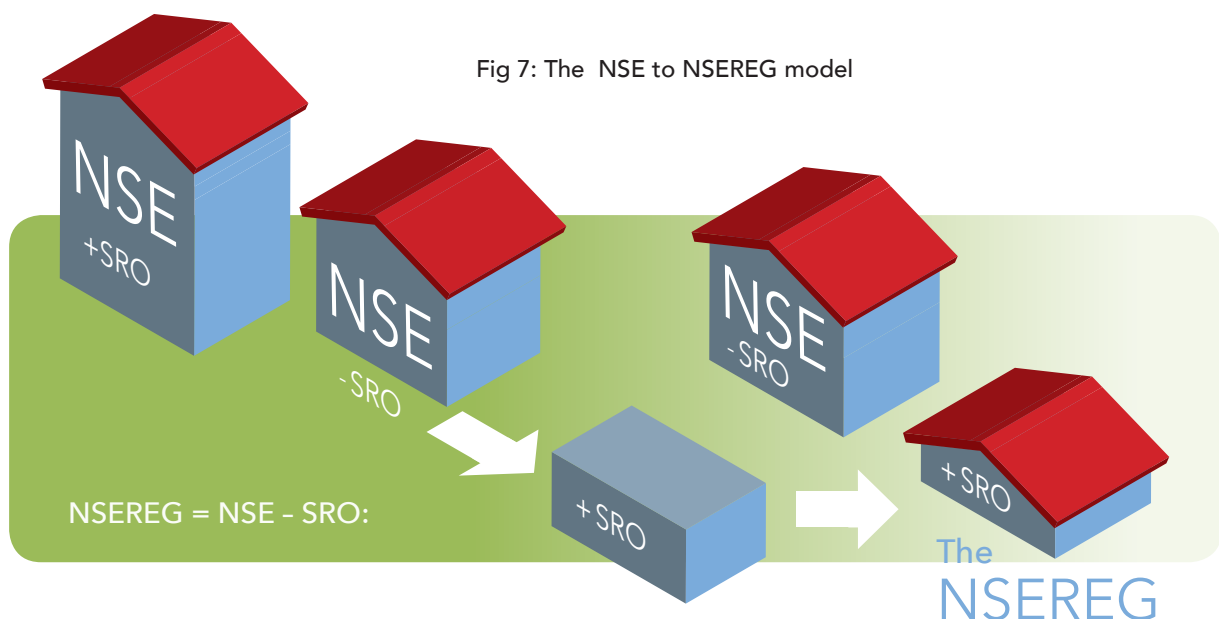 Fig 7: The NSE to NSEREG model
NSE
+SRO
NSE
- SRO
NSE
- SRO
+ SRO
+ SRO
NSEREG = NSE – SRO:
The
NSEREG